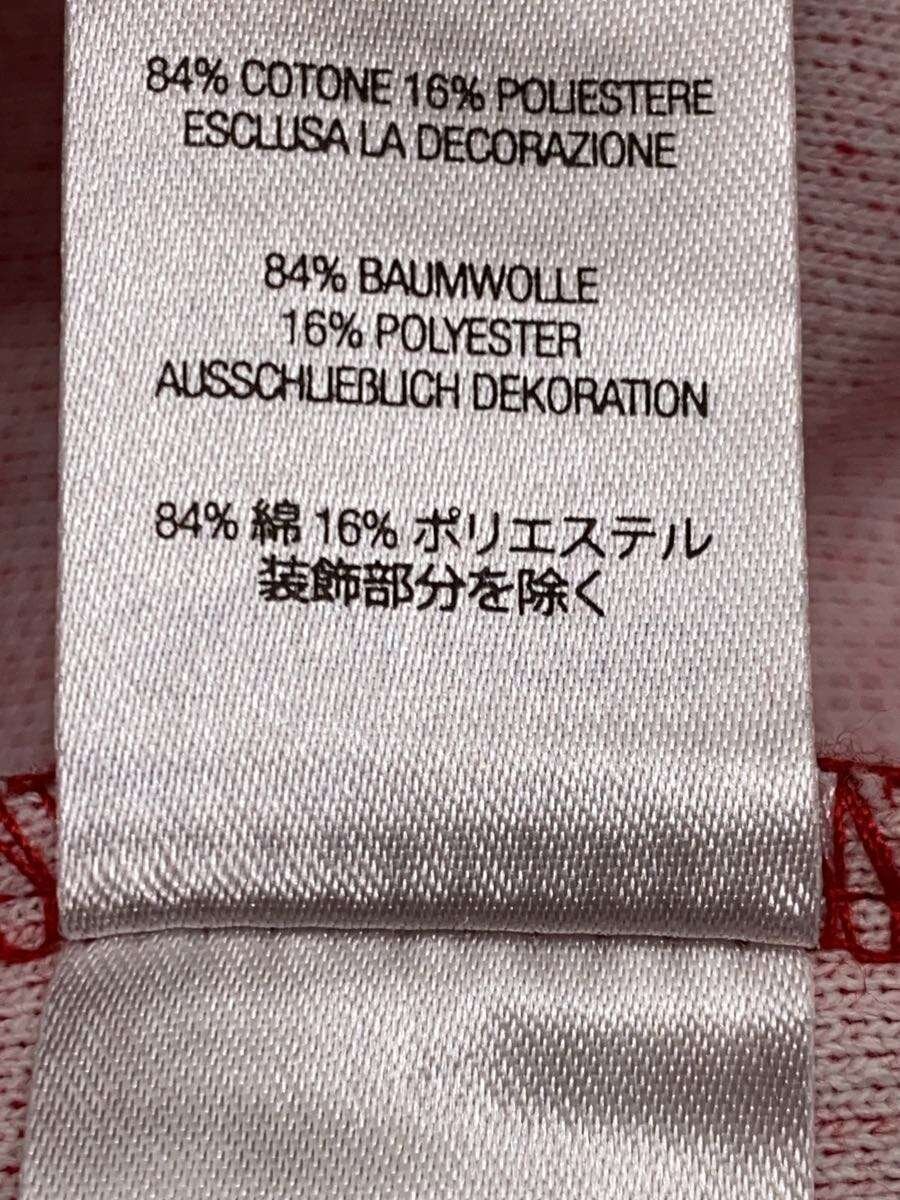 84% COTONE 16% POLIESTERE
ESCLUSA LA DECORAZIONE
84% BAUMWOLLE
16% POLYESTER
AUSSCHLIEßLICH DEKORATION
84% 綿 16% ポリエステル
装飾部分を除く